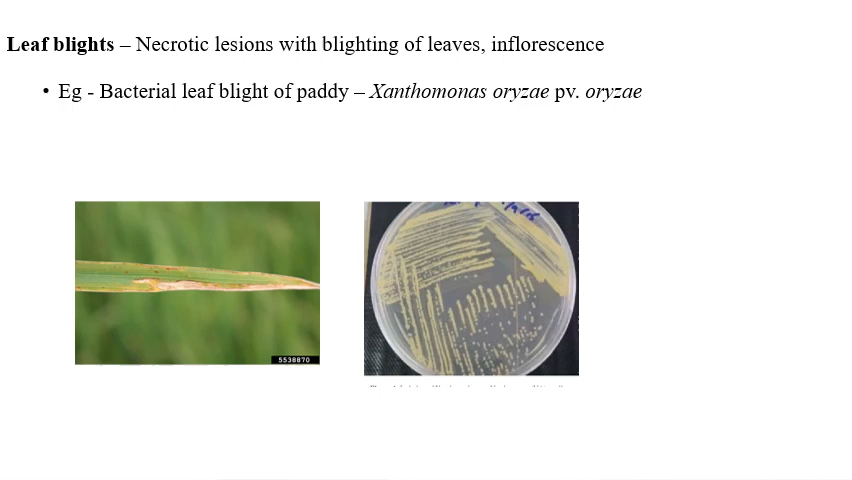 Leaf blights – Necrotic lesions with blighting of leaves, inflorescence
• Eg - Bacterial leaf blight of paddy – Xanthomonas oryzae pv. oryzae
5538870